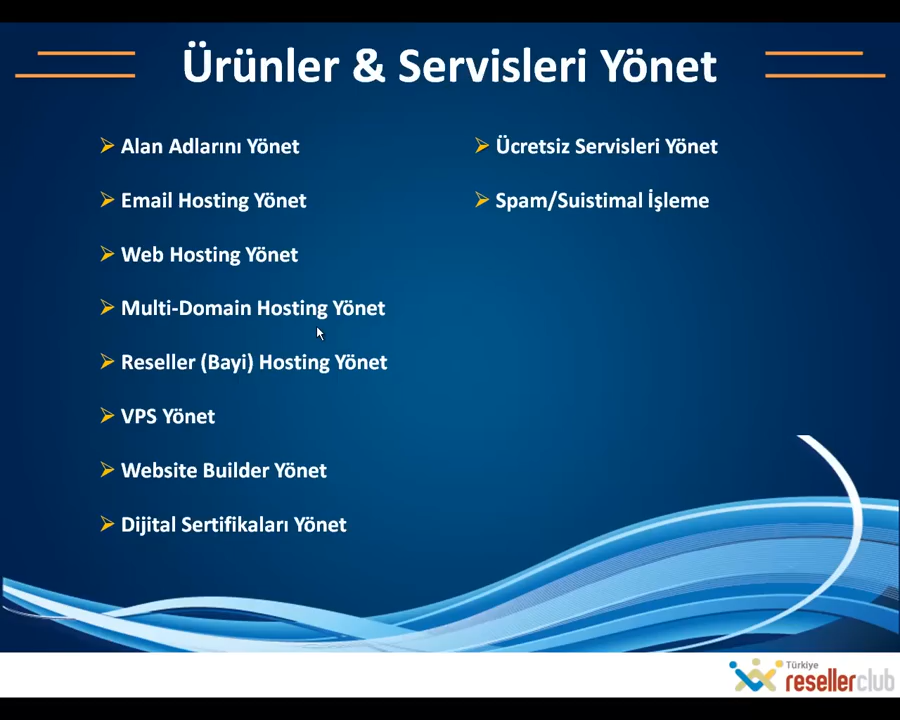 Ürünler & Servisleri Yönet
Alan Adlarını Yönet
Email Hosting Yönet
Web Hosting Yönet
Multi-Domain Hosting Yönet
Reseller (Bayi) Hosting Yönet
VPS Yönet
Website Builder Yönet
Dijital Sertifikaları Yönet
Ücretsiz Servisleri Yönet
Spam/Suistimal İşleme
Türkiye
resellerclub